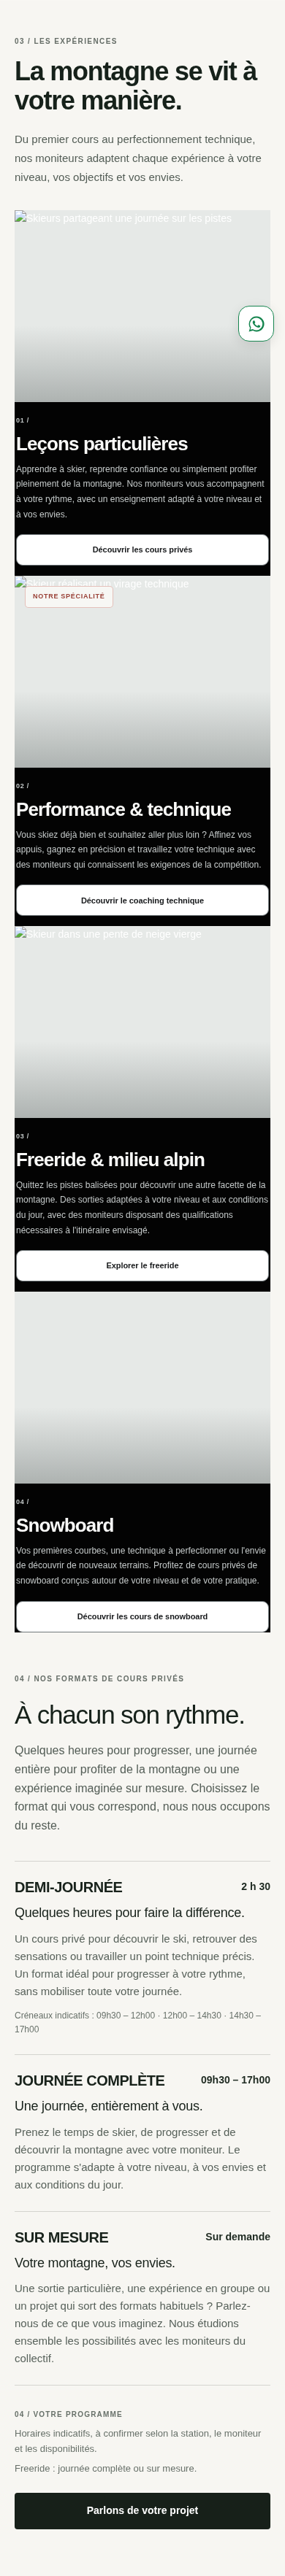 03 / LES EXPÉRIENCES
La montagne se vit à
votre manière.
Du premier cours au perfectionnement technique,
nos moniteurs adaptent chaque expérience à votre
niveau, vos objectifs et vos envies.
Skieurs partageant une journée sur les pistes
01 /
Leçons particulières
Apprendre à skier, reprendre confiance ou simplement profiter
pleinement de la montagne. Nos moniteurs vous accompagnent
à votre rythme, avec un enseignement adapté à votre niveau et
à vos envies.
Découvrir les cours privés
Skieur réalisant un virage technique
NOTRE SPÉCIALITÉ
02 /
Performance & technique
Vous skiez déjà bien et souhaitez aller plus loin ? Affinez vos
appuis, gagnez en précision et travaillez votre technique avec
des moniteurs qui connaissent les exigences de la compétition.
Découvrir le coaching technique
Skieur dans une pente de neige vierge
03 /
Freeride & milieu alpin
Quittez les pistes balisées pour découvrir une autre facette de la
montagne. Des sorties adaptées à votre niveau et aux conditions
du jour, avec des moniteurs disposant des qualifications
nécessaires à l'itinéraire envisagé.
Explorer le freeride
04 /
Snowboard
Vos premières courbes, une technique à perfectionner ou l'envie
de découvrir de nouveaux terrains. Profitez de cours privés de
snowboard conçus autour de votre niveau et de votre pratique.
Découvrir les cours de snowboard
04 / NOS FORMATS DE COURS PRIVÉS
À chacun son rythme.
Quelques heures pour progresser, une journée
entière pour profiter de la montagne ou une
expérience imaginée sur mesure. Choisissez le
format qui vous correspond, nous nous occupons
du reste.
DEMI-JOURNÉE 2 h 30
Quelques heures pour faire la différence.
Un cours privé pour découvrir le ski, retrouver des
sensations ou travailler un point technique précis.
Un format idéal pour progresser à votre rythme,
sans mobiliser toute votre journée.
Créneaux indicatifs : 09h30 – 12h00 · 12h00 – 14h30 · 14h30 –
17h00
JOURNÉE COMPLÈTE 09h30 – 17h00
Une journée, entièrement à vous.
Prenez le temps de skier, de progresser et de
découvrir la montagne avec votre moniteur. Le
programme s'adapte à votre niveau, à vos envies et
aux conditions du jour.
SUR MESURE Sur demande
Votre montagne, vos envies.
Une sortie particulière, une expérience en groupe ou
un projet qui sort des formats habituels ? Parlez-
nous de ce que vous imaginez. Nous étudions
ensemble les possibilités avec les moniteurs du
collectif.
04 / VOTRE PROGRAMME
Horaires indicatifs, à confirmer selon la station, le moniteur
et les disponibilités.
Freeride : journée complète ou sur mesure.
Parlons de votre projet